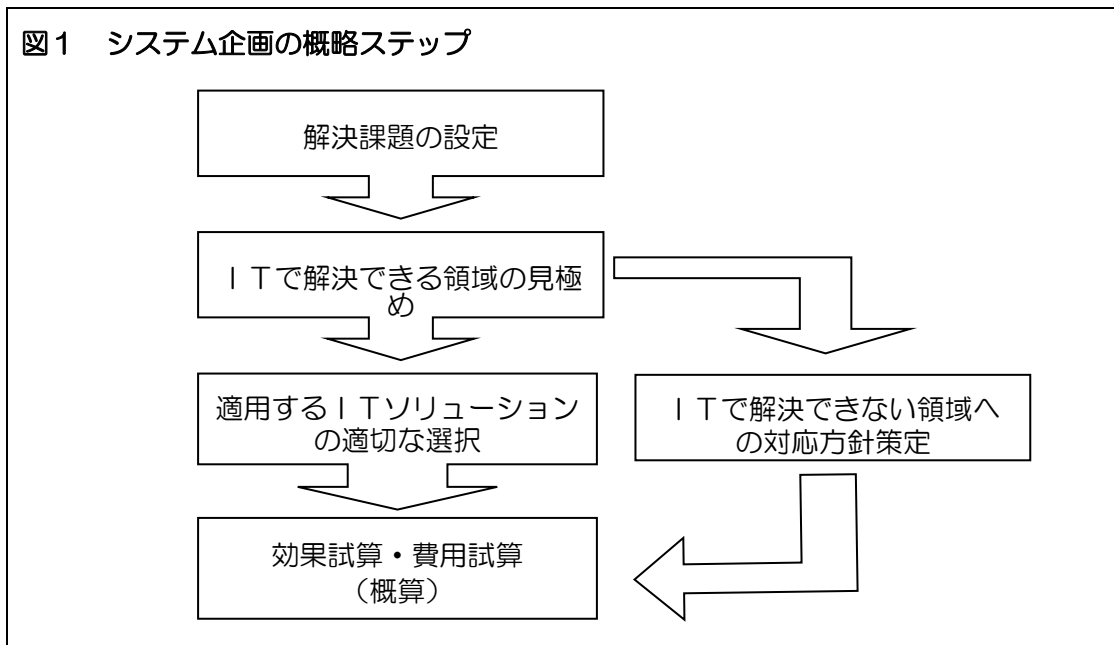 図1 システム企画の概略ステップ
解決課題の設定
ITで解決できる領域の見極
め
適用するITソリューション
の適切な選択
ITで解決できない領域へ
の対応方針策定
効果試算・費用試算
(概算)